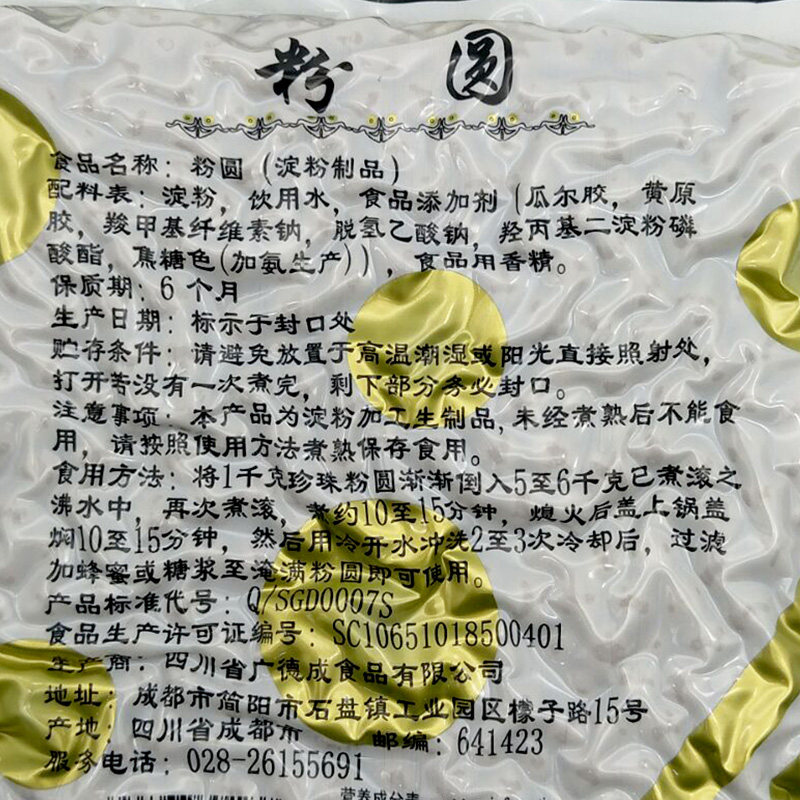 粉圆
食品名称：粉圆（淀粉制品）
配料表：淀粉，饮用水，食品添加剂（瓜尔胶，黄原
胶，羧甲基纤维素钠，脱氢乙酸钠，羟丙基二淀粉磷
酸酯，焦糖色(加氨生产))，食品用香精。
保质期：6个月
生产日期：标示于封口处
贮存条件：请避免放置于高温潮湿或阳光直接照射处，
打开若没有一次煮完，剩下部分务必封口。
注意事项：本产品为淀粉加工生制品,未经煮熟后不能食
用，请按照使用方法煮熟保存食用。
食用方法：将1千克珍珠粉圆渐渐倒入5至6千克已煮滚之
沸水中，再次煮滚，煮约10至15分钟，熄火后盖上锅盖
焖10至15分钟，然后用冷开水冲洗2至3次冷却后，过滤
加蜂蜜或糖浆至淹满粉圆即可使用。
产品标准代号：Q/SGD0007S
食品生产许可证编号：SC10651018500401
生产商：四川省广德成食品有限公司
地址：成都市简阳市石盘镇工业园区檬子路15号
产地：四川省成都市 邮编：641423
服务电话：028-26155691
营养成分表